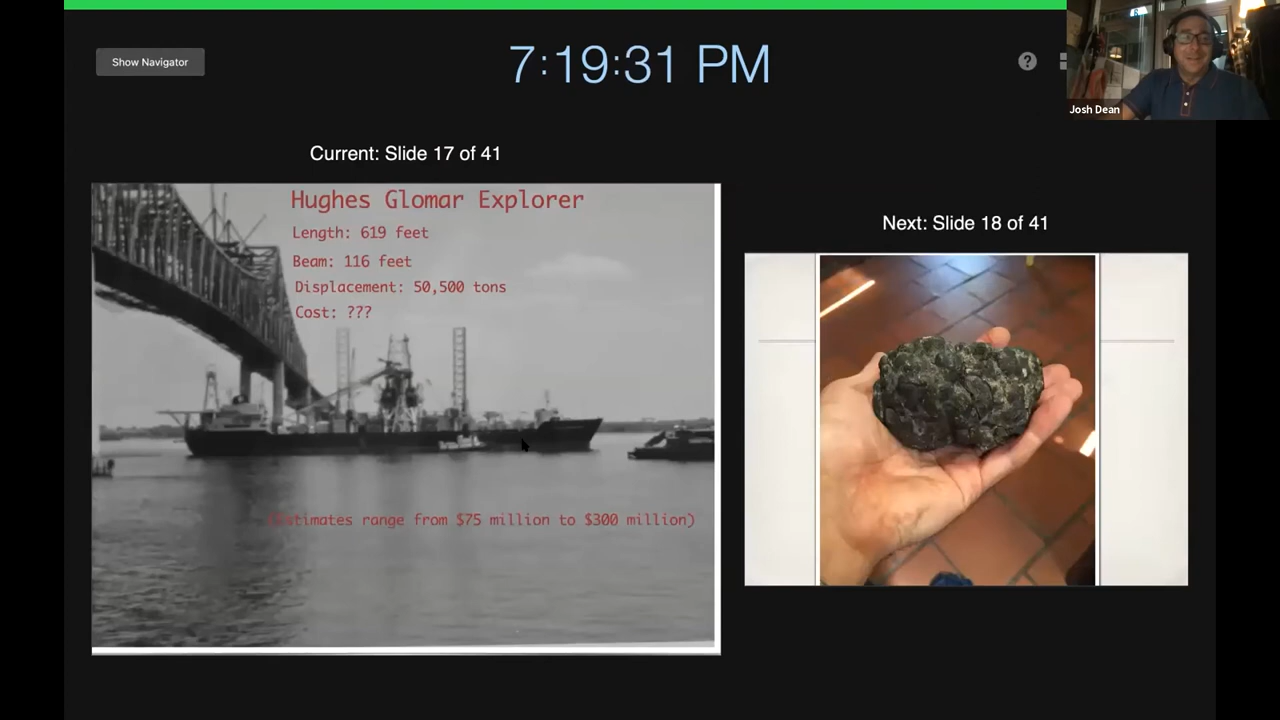 Show Navigator
7:19:31 PM
?
Josh Dean
Current: Slide 17 of 41
Hughes Glomar Explorer
Length: 619 feet
Beam: 116 feet
Displacement: 50,500 tons
Cost: ???
(Estimates range from $75 million to $300 million)
Next: Slide 18 of 41